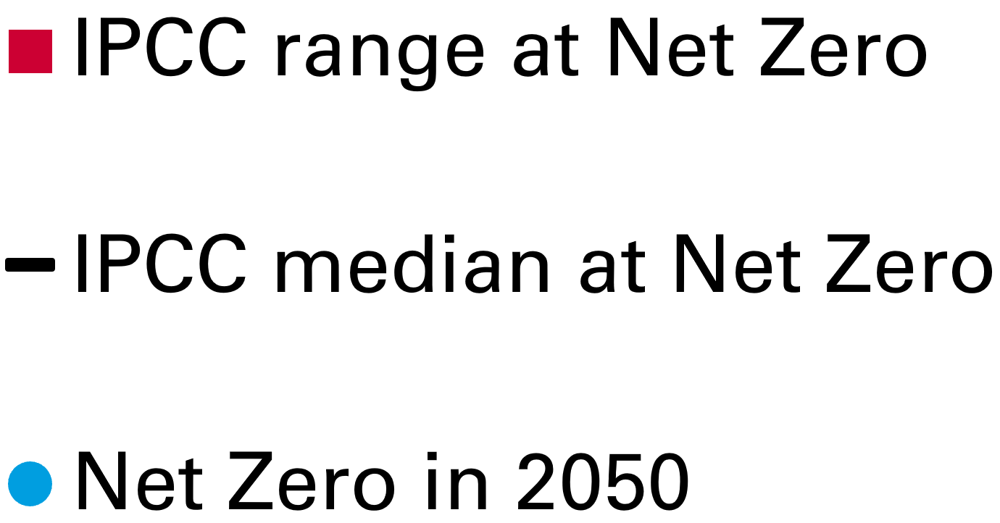 IPCC range at Net Zero
IPCC median at Net Zero
Net Zero in 2050